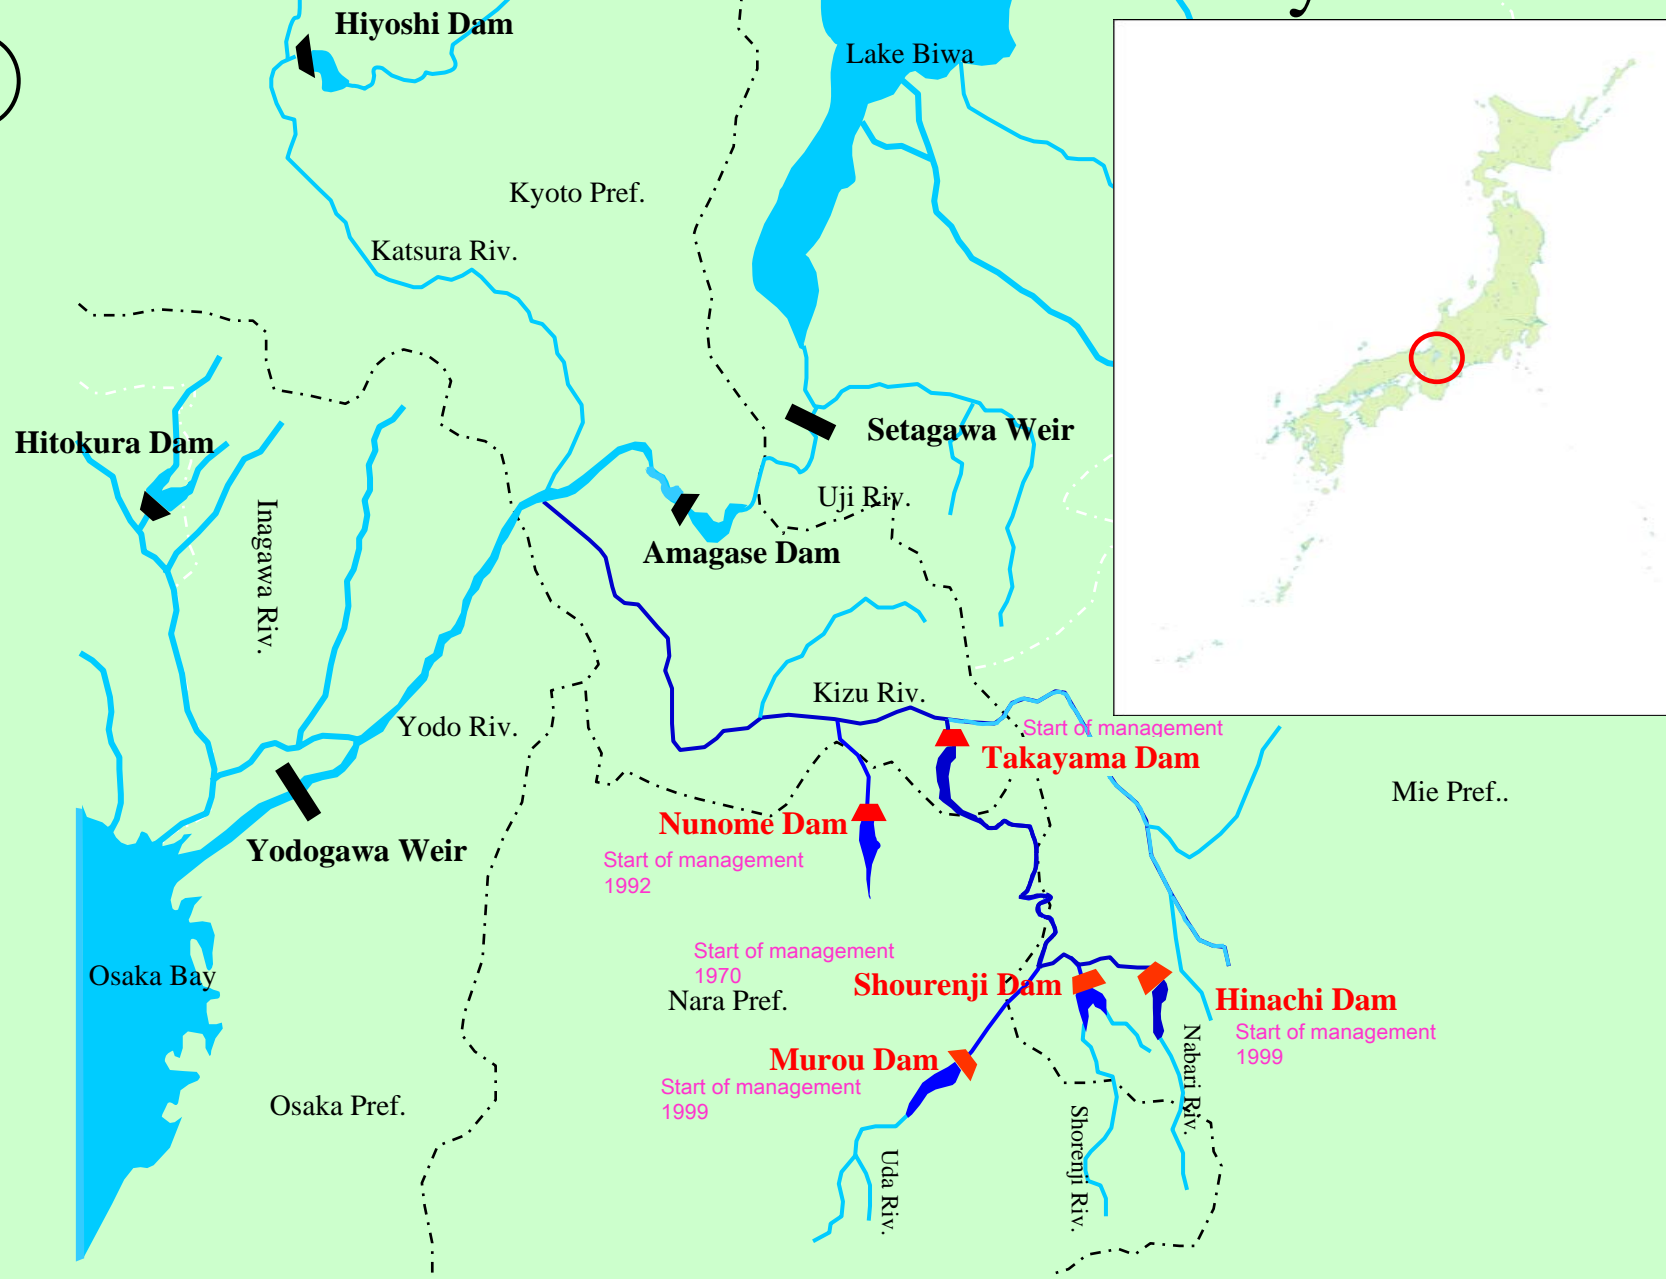 Hiyoshi Dam
Lake Biwa
Kyoto Pref.
Katsura Riv.
Hitokura Dam
Setagawa Weir
Uji Riv.
Inagawa Riv.
Amagase Dam
Kizu Riv.
Yodo Riv.
Start of management
Takayama Dam
Mie Pref..
Nunome Dam
Yodogawa Weir
Start of management
1992
Start of management
1970
Osaka Bay
Shourenji Dam
Nara Pref.
Hinachi Dam
Start of management
1999
Nabari Riv.
Murou Dam
Start of management
1999
Osaka Pref.
Shorenji Riv.
Uda Riv.